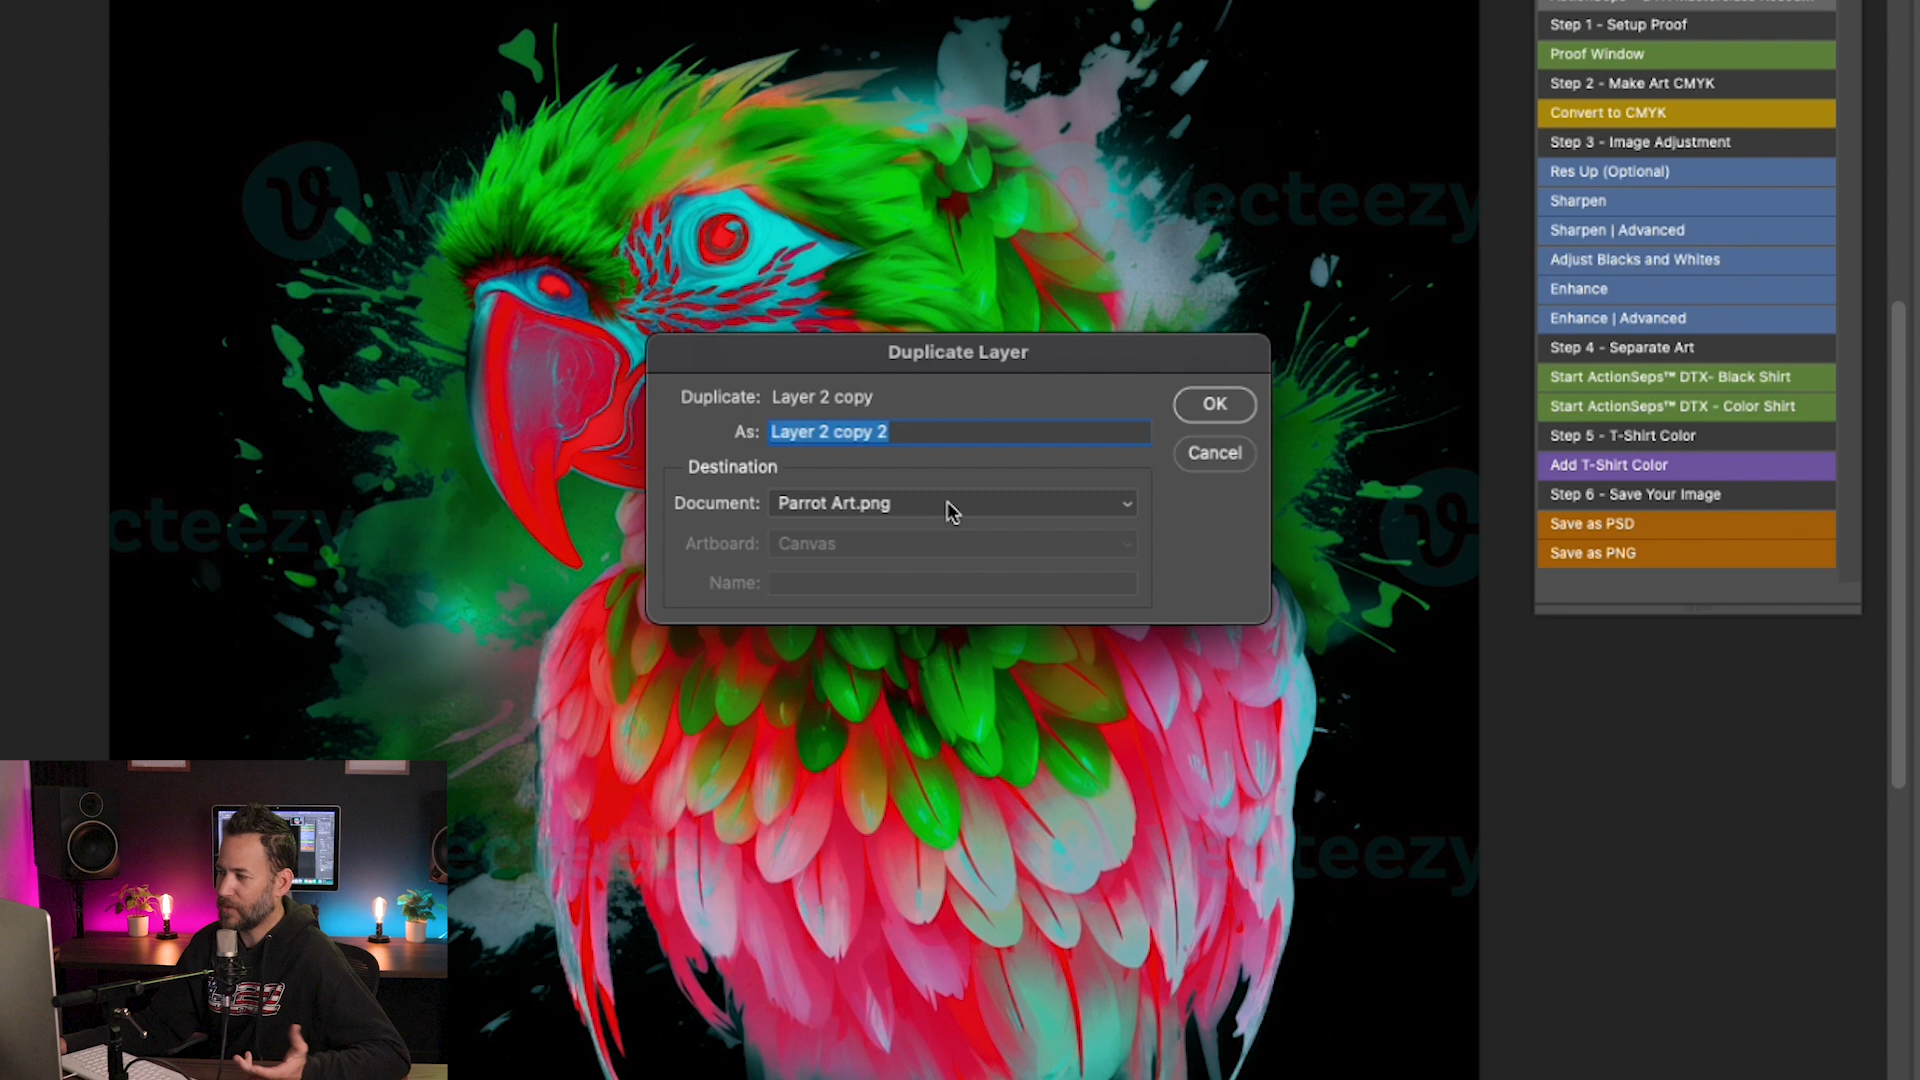 Step 1 - Setup Proof
Proof Window
Step 2 - Make Art CMYK
Convert to CMYK
Step 3 - Image Adjustment
Res Up (Optional)
Sharpen
Sharpen | Advanced
Adjust Blacks and Whites
Enhance
Enhance | Advanced
Step 4 - Separate Art
Start ActionSeps™ DTX- Black Shirt
Start ActionSeps™ DTX - Color Shirt
Step 5 - T-Shirt Color
Add T-Shirt Color
Step 6 - Save Your Image
Save as PSD
Save as PNG
Duplicate Layer
Duplicate: Layer 2 copy
As: Layer 2 copy 2
Destination
Document: Parrot Art.png
Artboard: Canvas
Name:
OK
Cancel
ecteezy
ecteezy
ecteezy